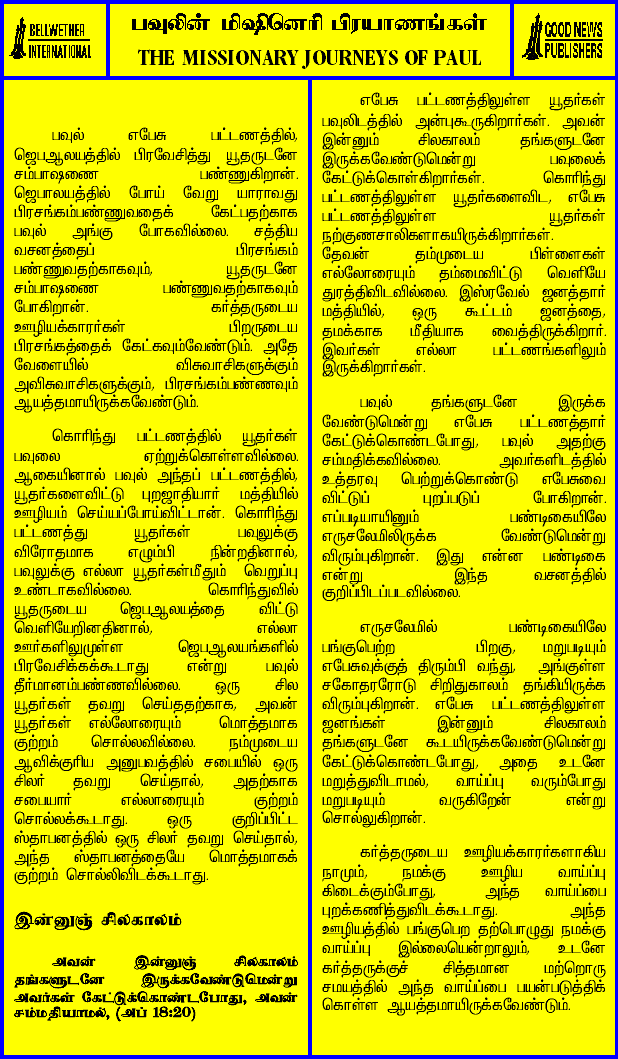 BELLWETHER
INTERNATIONAL
பவுலின் மிஷினெரி பிரயாணங்கள்
THE MISSIONARY JOURNEYS OF PAUL
GOOD NEWS
PUBLISHERS
பவுல் எபேசு பட்டணத்தில்,
ஜெபஆலயத்தில் பிரவேசித்து யூதருடனே
சம்பாஷணை பண்ணுகிறான்.
ஜெபாலயத்தில் போய் வேறு யாராவது
பிரசங்கம்பண்ணுவதைக் கேட்பதற்காக
பவுல் அங்கு போகவில்லை. சத்திய
வசனத்தைப் பிரசங்கம்
பண்ணுவதற்காகவும், யூதருடனே
சம்பாஷணை பண்ணுவதற்காகவும்
போகிறான். கர்த்தருடைய
ஊழியக்காரர்கள் பிறருடைய
பிரசங்கத்தைக் கேட்கவும்வேண்டும். அதே
வேளையில் விசுவாசிகளுக்கும்
அவிசுவாசிகளுக்கும், பிரசங்கம்பண்ணவும்
ஆயத்தமாயிருக்கவேண்டும்.
கொரிந்து பட்டணத்தில் யூதர்கள்
பவுலை ஏற்றுக்கொள்ளவில்லை.
ஆகையினால் பவுல் அந்தப் பட்டணத்தில்,
யூதர்களைவிட்டு புறஜாதியார் மத்தியில்
ஊழியம் செய்யப்போய்விட்டான். கொரிந்து
பட்டணத்து யூதர்கள் பவுலுக்கு
விரோதமாக எழும்பி நின்றதினால்,
பவுலுக்கு எல்லா யூதர்கள்மீதும் வெறுப்பு
உண்டாகவில்லை. கொரிந்துவில்
யூதருடைய ஜெபஆலயத்தை விட்டு
வெளியேறினதினால், எல்லா
ஊர்களிலுமுள்ள ஜெபஆலயங்களில்
பிரவேசிக்கக்கூடாது என்று பவுல்
தீர்மானம்பண்ணவில்லை. ஒரு சில
யூதர்கள் தவறு செய்ததற்காக, அவன்
யூதர்கள் எல்லோரையும் மொத்தமாக
குற்றம் சொல்லவில்லை. நம்முடைய
ஆவிக்குரிய அனுபவத்தில் சபையில் ஒரு
சிலர் தவறு செய்தால், அதற்காக
சபையார் எல்லாரையும் குற்றம்
சொல்லக்கூடாது. ஒரு குறிப்பிட்ட
ஸ்தாபனத்தில் ஒரு சிலர் தவறு செய்தால்,
அந்த ஸ்தாபனத்தையே மொத்தமாகக்
குற்றம் சொல்லிவிடக்கூடாது.
இன்னுஞ் சிலகாலம்
அவன் இன்னுஞ் சிலகாலம்
தங்களுடனே இருக்கவேண்டுமென்று
அவர்கள் கேட்டுக்கொண்டபோது, அவன்
சம்மதியாமல், (அப் 18:20)
எபேசு பட்டணத்திலுள்ள யூதர்கள்
பவுலிடத்தில் அன்புகூருகிறார்கள். அவன்
இன்னும் சிலகாலம் தங்களுடனே
இருக்கவேண்டுமென்று பவுலைக்
கேட்டுக்கொள்கிறார்கள். கொரிந்து
பட்டணத்திலுள்ள யூதர்களைவிட, எபேசு
பட்டணத்திலுள்ள யூதர்கள்
நற்குணசாலிகளாகயிருக்கிறார்கள்.
தேவன் தம்முடைய பிள்ளைகள்
எல்லோரையும் தம்மைவிட்டு வெளியே
துரத்திவிடவில்லை. இஸ்ரவேல் ஜனத்தார்
மத்தியில், ஒரு கூட்டம் ஜனத்தை,
தமக்காக மீதியாக வைத்திருக்கிறார்.
இவர்கள் எல்லா பட்டணங்களிலும்
இருக்கிறார்கள்.
பவுல் தங்களுடனே இருக்க
வேண்டுமென்று எபேசு பட்டணத்தார்
கேட்டுக்கொண்டபோது, பவுல் அதற்கு
சம்மதிக்கவில்லை. அவர்களிடத்தில்
உத்தரவு பெற்றுக்கொண்டு எபேசுவை
விட்டுப் புறப்படுப் போகிறான்.
எப்படியாயினும் பண்டிகையிலே
எருசலேமிலிருக்க வேண்டுமென்று
விரும்புகிறான். இது என்ன பண்டிகை
என்று இந்த வசனத்தில்
குறிப்பிடப்படவில்லை.
எருசலேமில் பண்டிகையிலே
பங்குபெற்ற பிறகு, மறுபடியும்
எபேசுவுக்குத் திரும்பி வந்து, அங்குள்ள
சகோதரரோடு சிறிதுகாலம் தங்கியிருக்க
விரும்புகிறான். எபேசு பட்டணத்திலுள்ள
ஜனங்கள் இன்னும் சிலகாலம்
தங்களுடனே கூடயிருக்கவேண்டுமென்று
கேட்டுக்கொண்டபோது, அதை உடனே
மறுத்துவிடாமல், வாய்ப்பு வரும்போது
மறுபடியும் வருகிறேன் என்று
சொல்லுகிறான்.
கர்த்தருடைய ஊழியக்காரர்களாகிய
நாமும், நமக்கு ஊழிய வாய்ப்பு
கிடைக்கும்போது, அந்த வாய்ப்பை
புறக்கணித்துவிடக்கூடாது. அந்த
ஊழியத்தில் பங்குபெற தற்பொழுது நமக்கு
வாய்ப்பு இல்லையென்றாலும், உடனே
கர்த்தருக்குச் சித்தமான மற்றொரு
சமயத்தில் அந்த வாய்ப்பை பயன்படுத்திக்
கொள்ள ஆயத்தமாயிருக்கவேண்டும்.